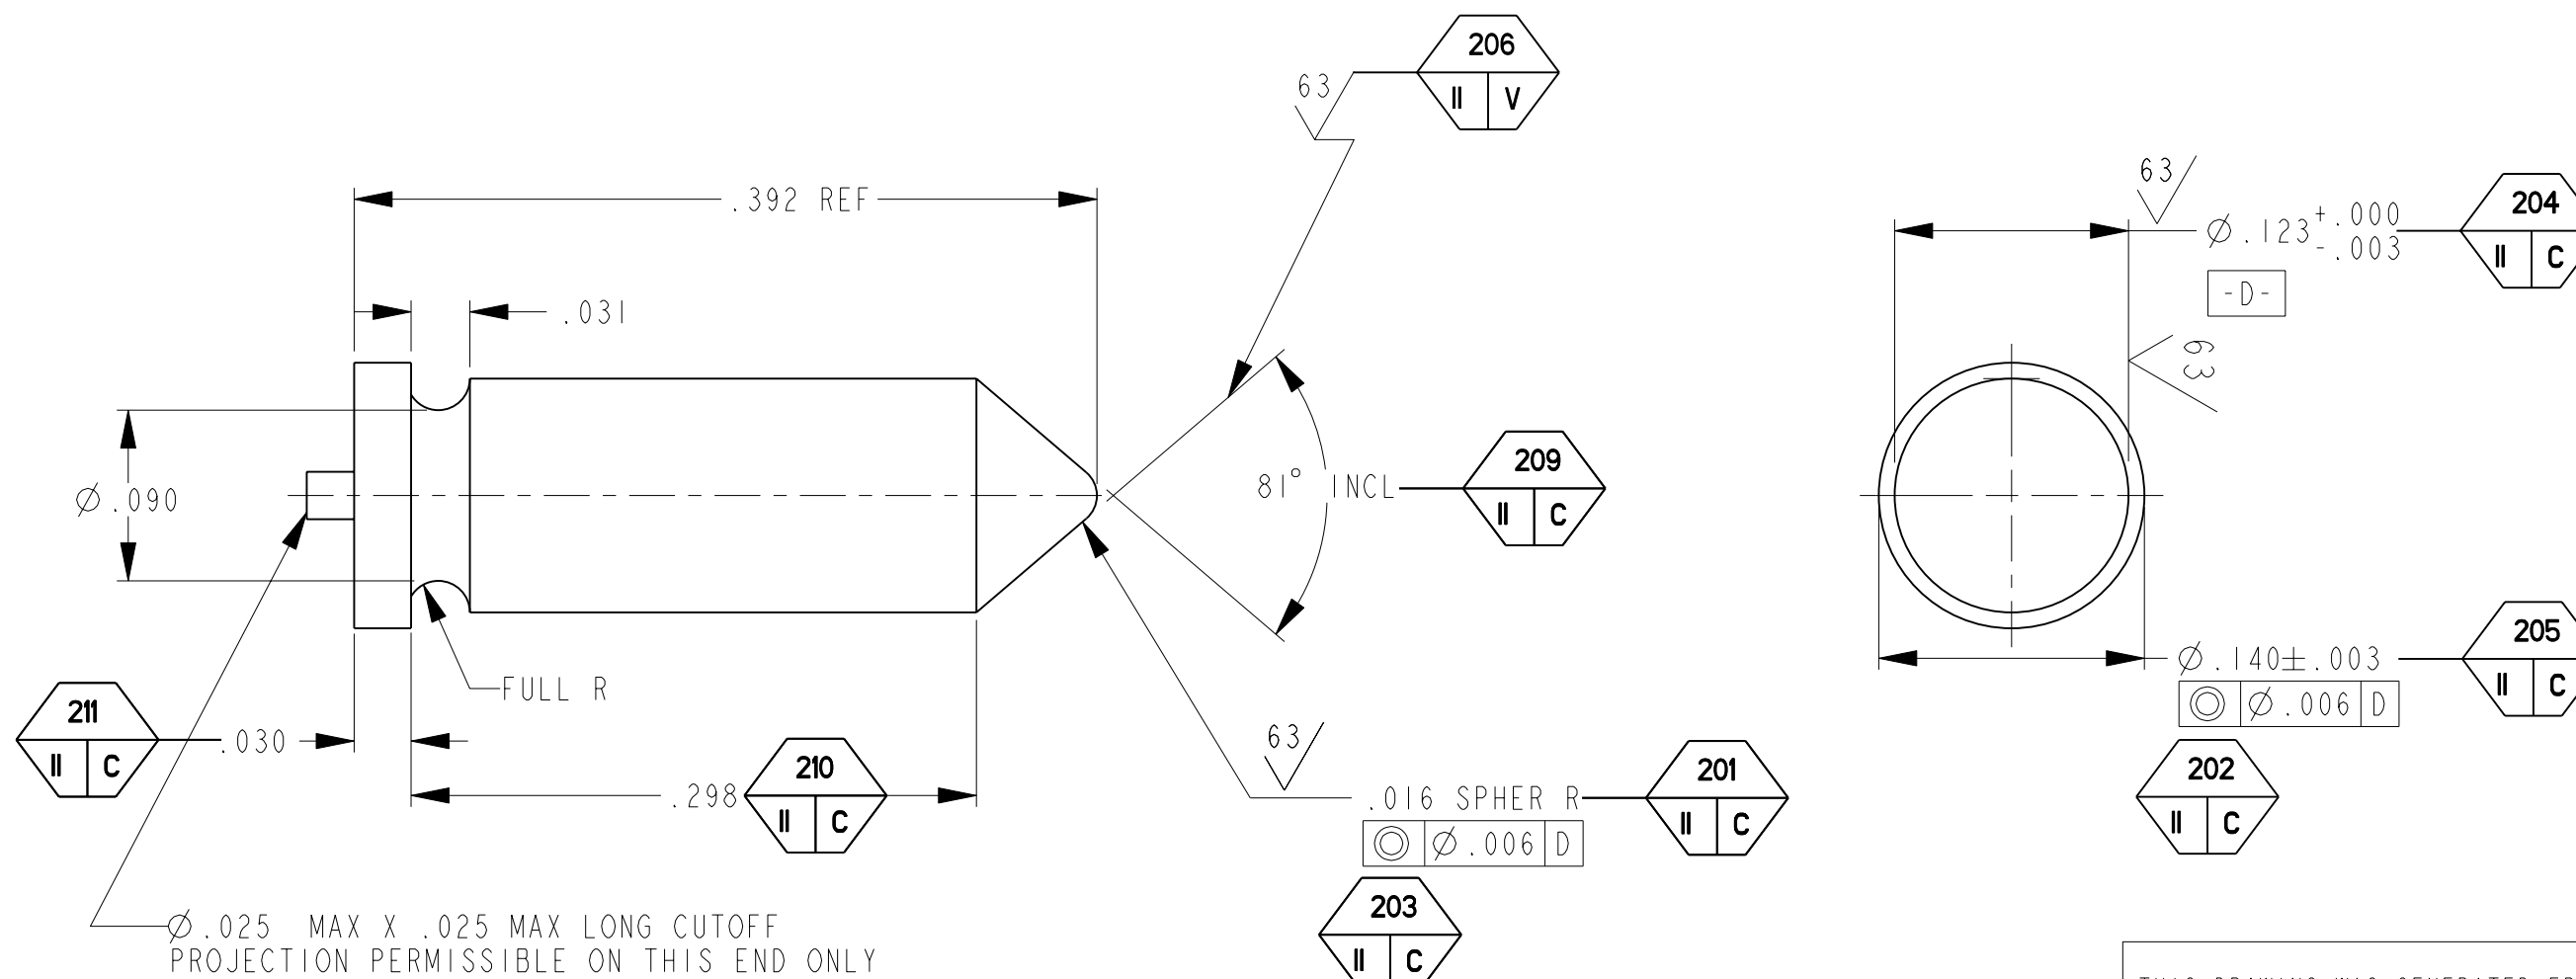 206
II V
63
.392 REF
63
Ø.123 +.000
-.003
204
II C
-D-
.031
63
209
II C
81° INCL
Ø.090
FULL R
Ø.140±.003
◎ Ø.006 D
205
II C
211
II C
.030
.298
210
II C
63
.016 SPHER R
◎ Ø.006 D
201
II C
202
II C
203
II C
Ø.025 MAX X .025 MAX LONG CUTOFF
PROJECTION PERMISSIBLE ON THIS END ONLY